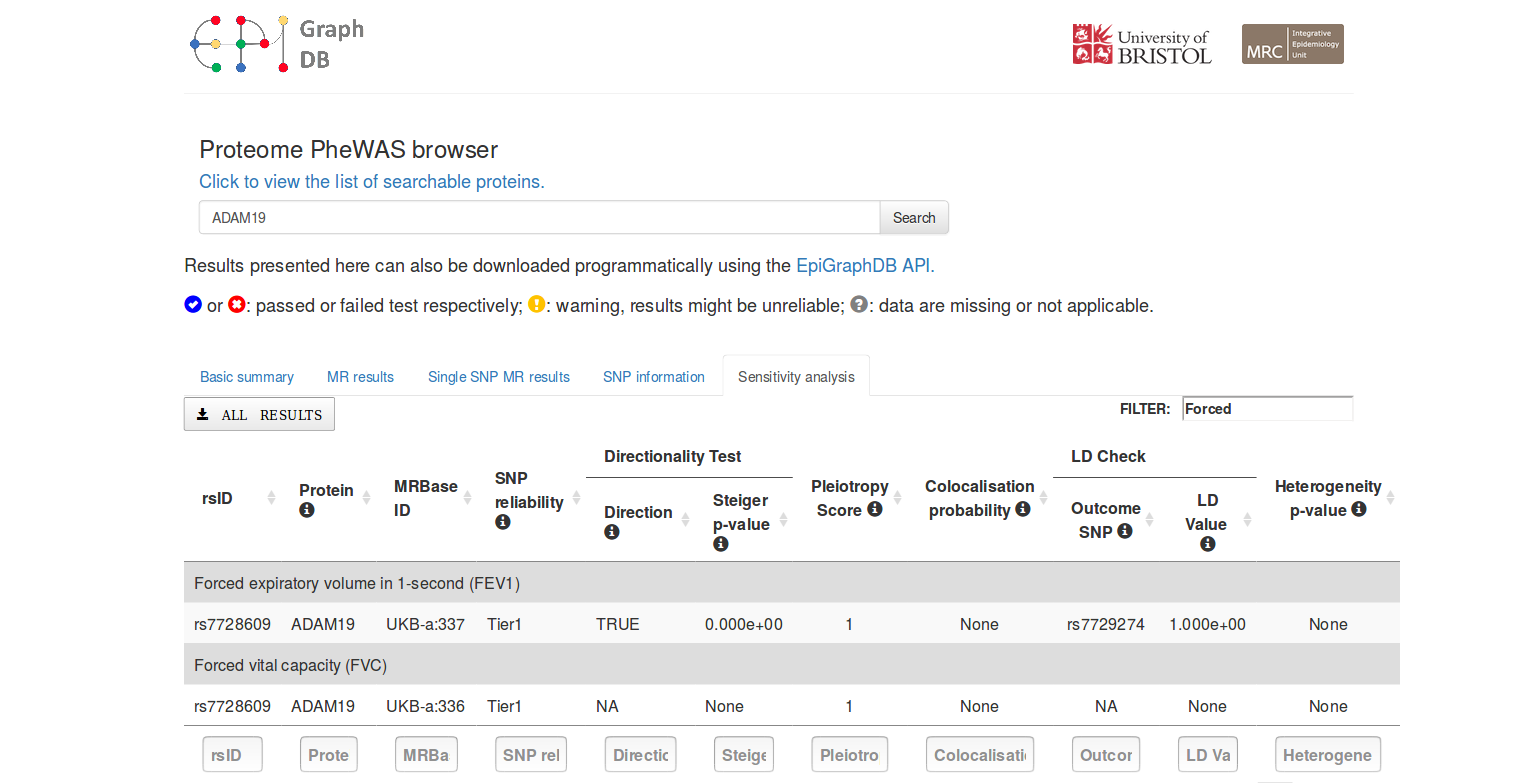 EPI Graph DB
University of BRISTOL
MRC Integrative Epidemiology Unit
Proteome PheWAS browser
Click to view the list of searchable proteins.
ADAM19 Search
Results presented here can also be downloaded programmatically using the EpiGraphDB API.
or : passed or failed test respectively; : warning, results might be unreliable; : data are missing or not applicable.
Basic summary MR results Single SNP MR results SNP information Sensitivity analysis
ALL RESULTS FILTER: Forced
Directionality Test LD Check
rsID Protein MRBase ID SNP reliability Direction Steiger p-value Pleiotropy Score Colocalisation probability Outcome SNP LD Value Heterogeneity p-value
Forced expiratory volume in 1-second (FEV1)
rs7728609 ADAM19 UKB-a:337 Tier1 TRUE 0.000e+00 1 None rs7729274 1.000e+00 None
Forced vital capacity (FVC)
rs7728609 ADAM19 UKB-a:336 Tier1 NA None 1 None NA None None
rsID Prote MRBa SNP rel Directic Steige Pleiotro Colocalisati Outcor LD Va Heterogene